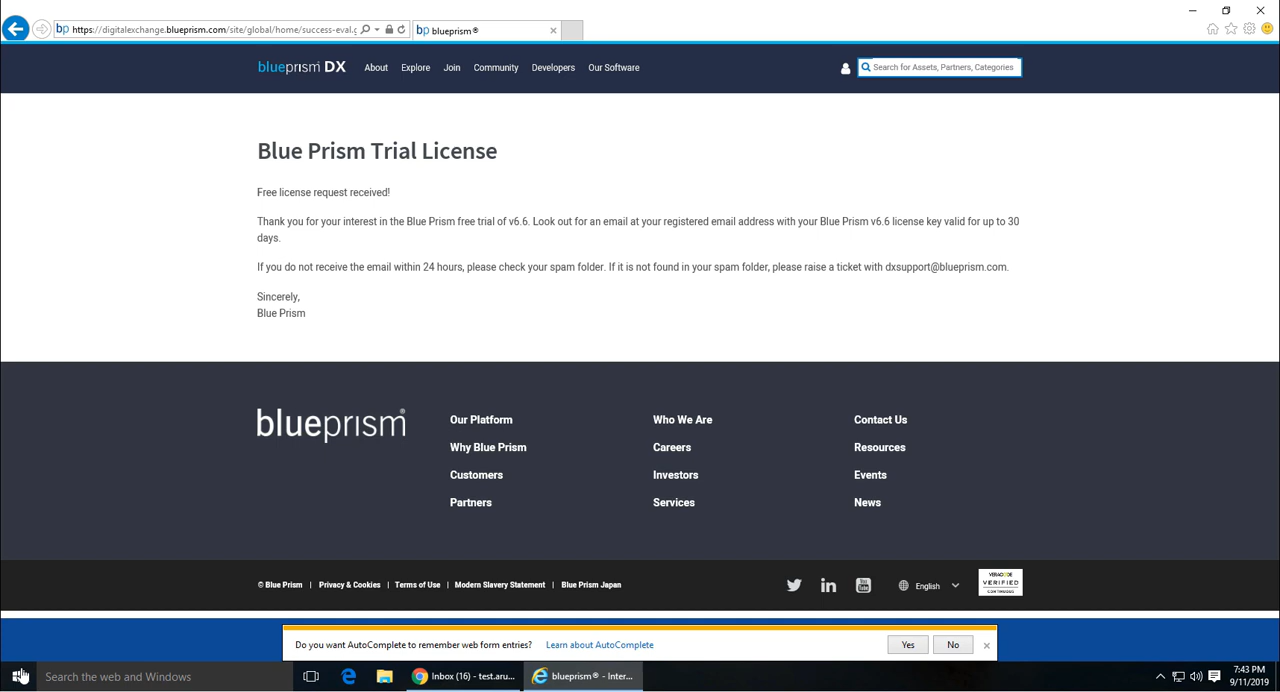 https://digitalexchange.blueprism.com/site/global/home/success-eval.g
bp blueprism®
blueprism DX
About
Explore
Join
Community
Developers
Our Software
Search for Assets, Partners, Categories
Blue Prism Trial License
Free license request received!
Thank you for your interest in the Blue Prism free trial of v6.6. Look out for an email at your registered email address with your Blue Prism v6.6 license key valid for up to 30
days.
If you do not receive the email within 24 hours, please check your spam folder. If it is not found in your spam folder, please raise a ticket with dxsupport@blueprism.com.
Sincerely,
Blue Prism
blueprism®
Our Platform
Who We Are
Contact Us
Why Blue Prism
Careers
Resources
Customers
Investors
Events
Partners
Services
News
© Blue Prism | Privacy & Cookies | Terms of Use | Modern Slavery Statement | Blue Prism Japan
You Tube
English
VERACODE
VERIFIED
CONTINUOUS
Do you want AutoComplete to remember web form entries?
Learn about AutoComplete
Yes
No
Search the web and Windows
Inbox (16) - test.aru...
blueprism® - Inter...
7:43 PM
9/11/2019